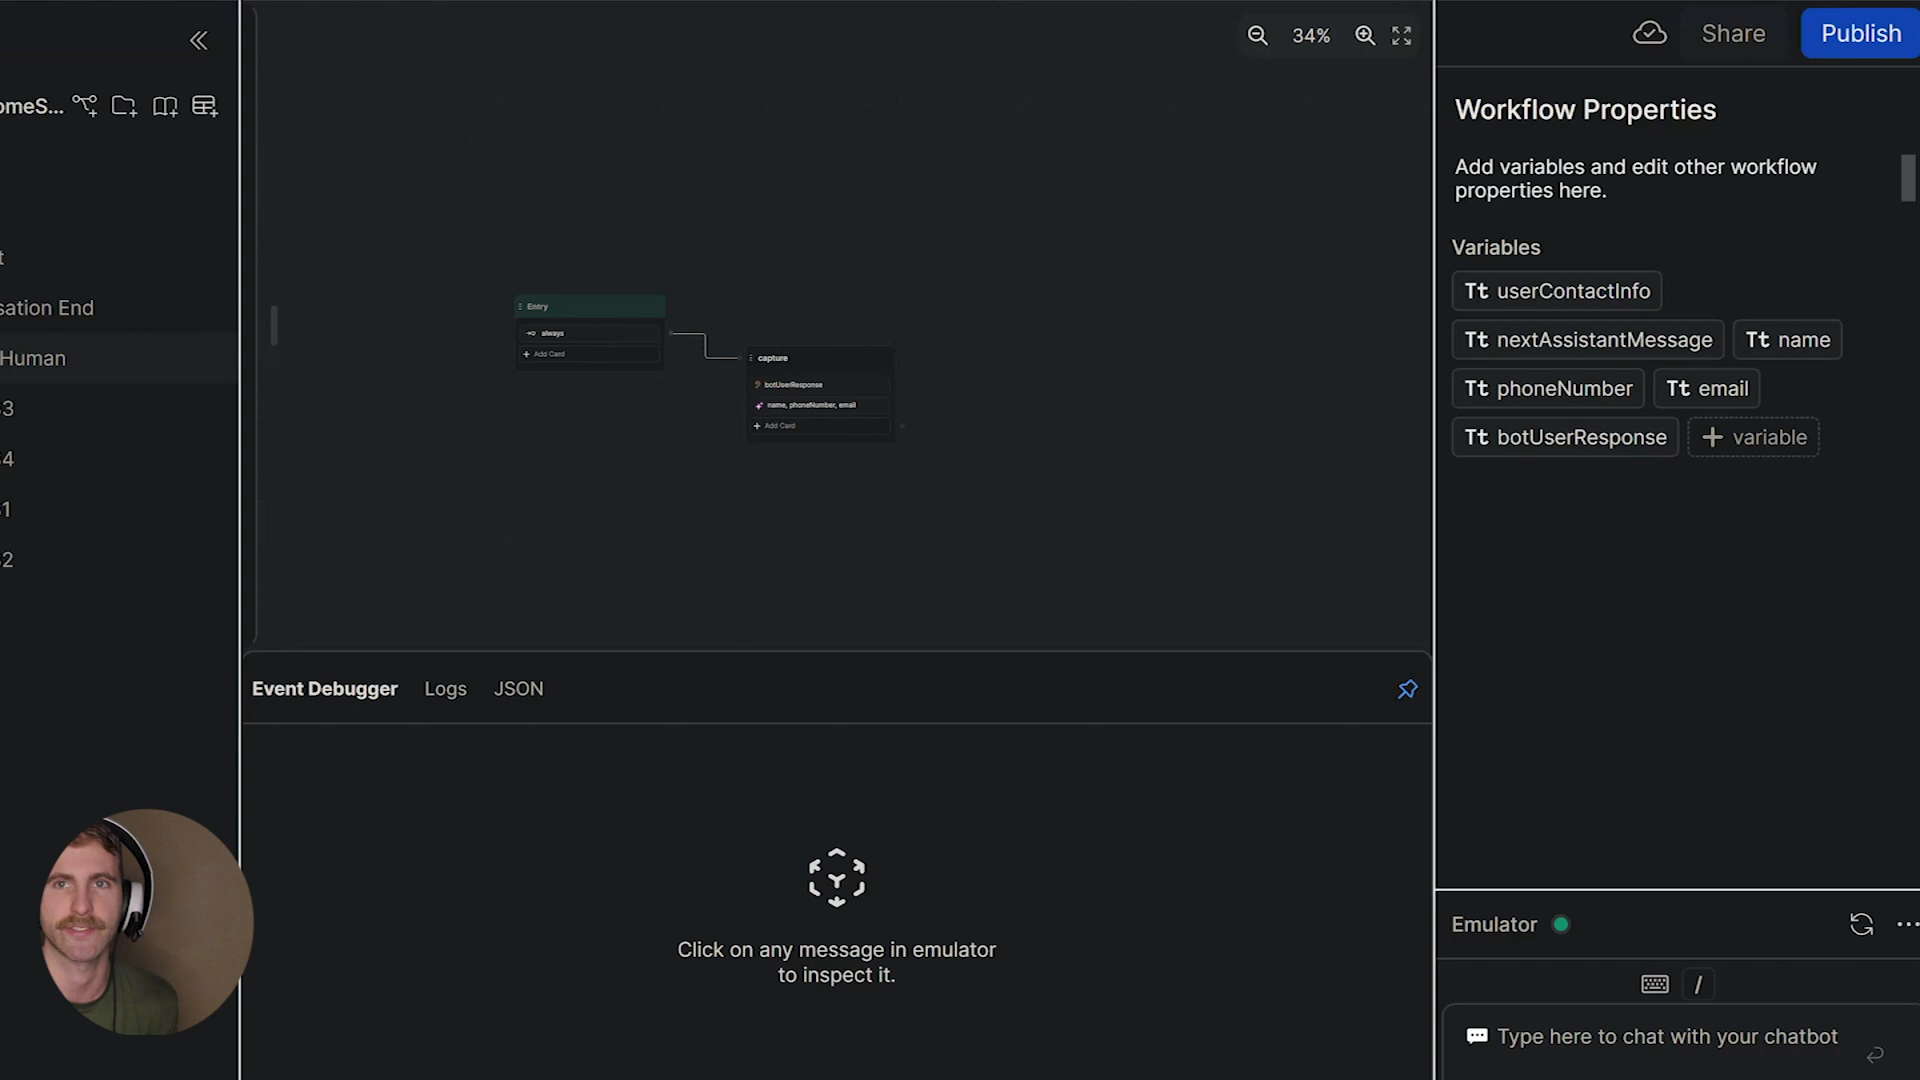 34%
Share
Publish
omeS...
t
sation End
Human
3
4
1
2
Entry
always
Add Card
capture
botUserResponse
name, phoneNumber, email
Add Card
Workflow Properties
Add variables and edit other workflow
properties here.
Variables
Tt userContactInfo
Tt nextAssistantMessage
Tt name
Tt phoneNumber
Tt email
Tt botUserResponse
variable
Event Debugger
Logs
JSON
Click on any message in emulator
to inspect it.
Emulator
/
Type here to chat with your chatbot